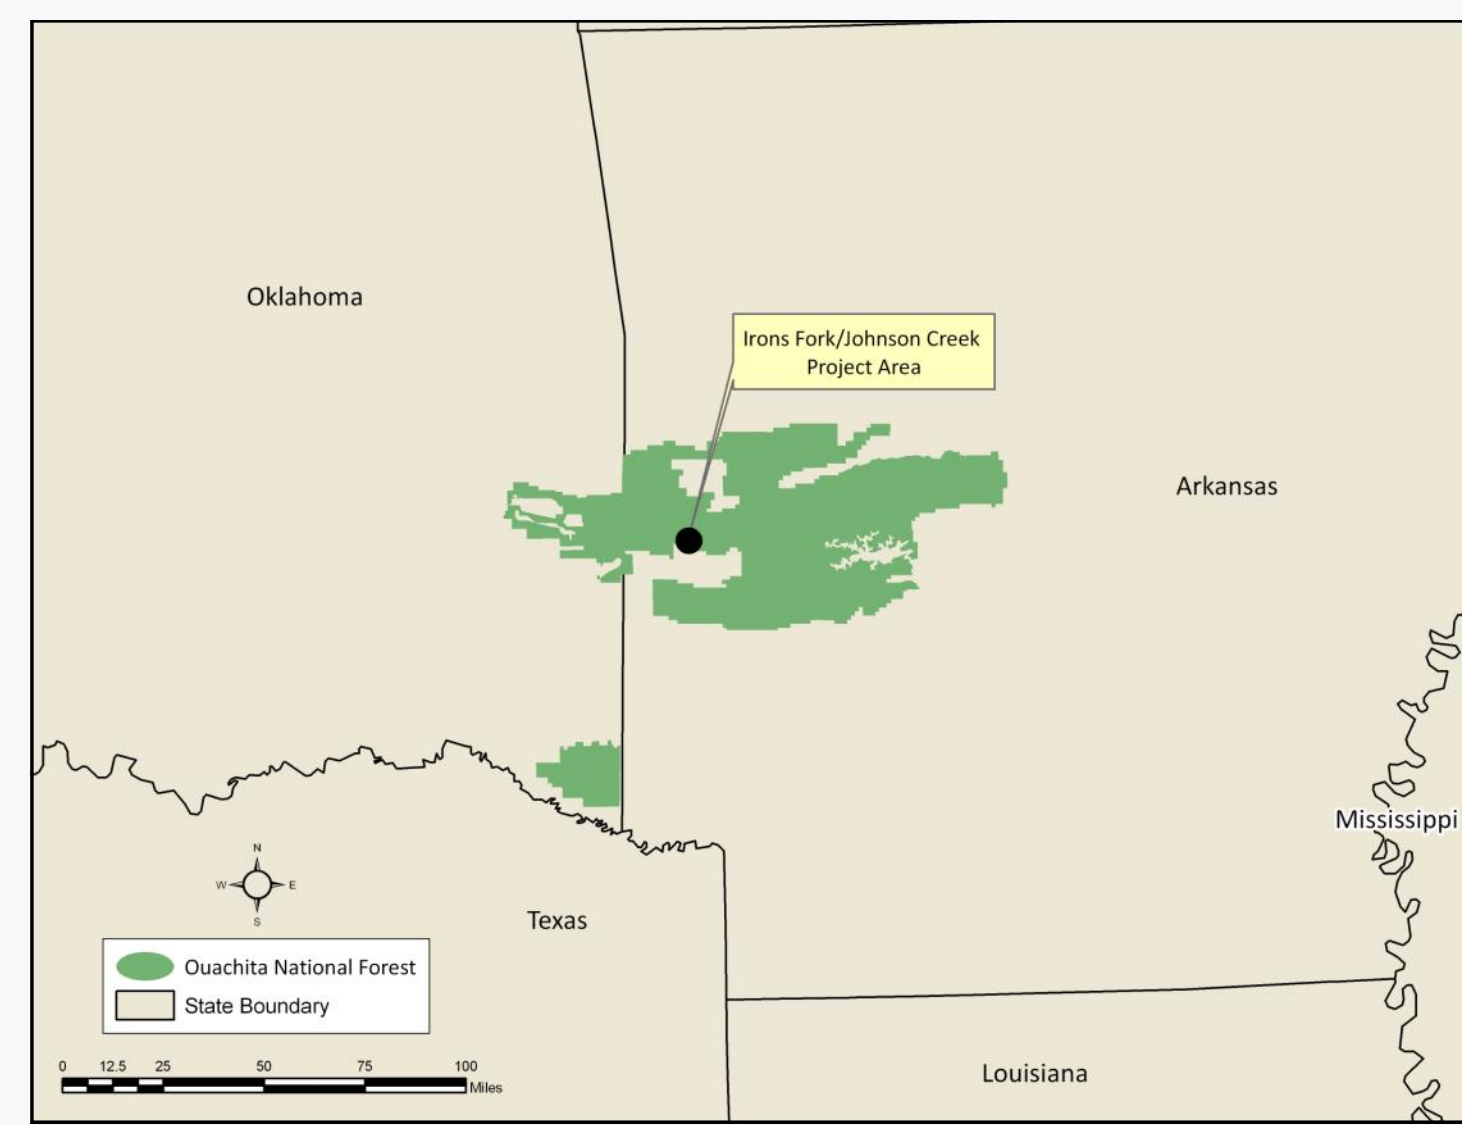 Oklahoma
Irons Fork/Johnson Creek
Project Area
Arkansas
Mississippi
N
W E
S
Texas
Ouachita National Forest
State Boundary
0 12.5 25 50 75 100
Miles
Louisiana